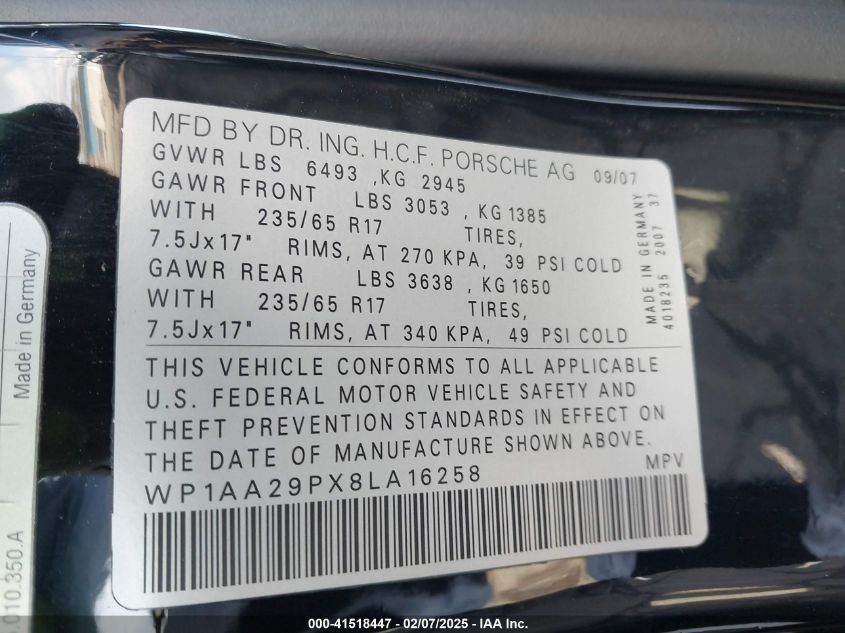 MFD BY DR. ING. H.C.F. PORSCHE AG 09/07
GVWR LBS 6493 ,KG 2945
GAWR FRONT LBS 3053 , KG 1385
WITH 235/65 R17 TIRES,
7.5Jx17" RIMS, AT 270 KPA, 39 PSI COLD
GAWR REAR LBS 3638 , KG 1650
WITH 235/65 R17 TIRES,
7.5Jx17" RIMS, AT 340 KPA, 49 PSI COLD
MADE IN GERMANY
4018235 2007 37
THIS VEHICLE CONFORMS TO ALL APPLICABLE
U.S. FEDERAL MOTOR VEHICLE SAFETY AND
THEFT PREVENTION STANDARDS IN EFFECT ON
THE DATE OF MANUFACTURE SHOWN ABOVE.
WP1AA29PX8LA16258 MPV
Made in Germany
.010.350.A
000-41518447 - 02/07/2025 - IAA Inc.